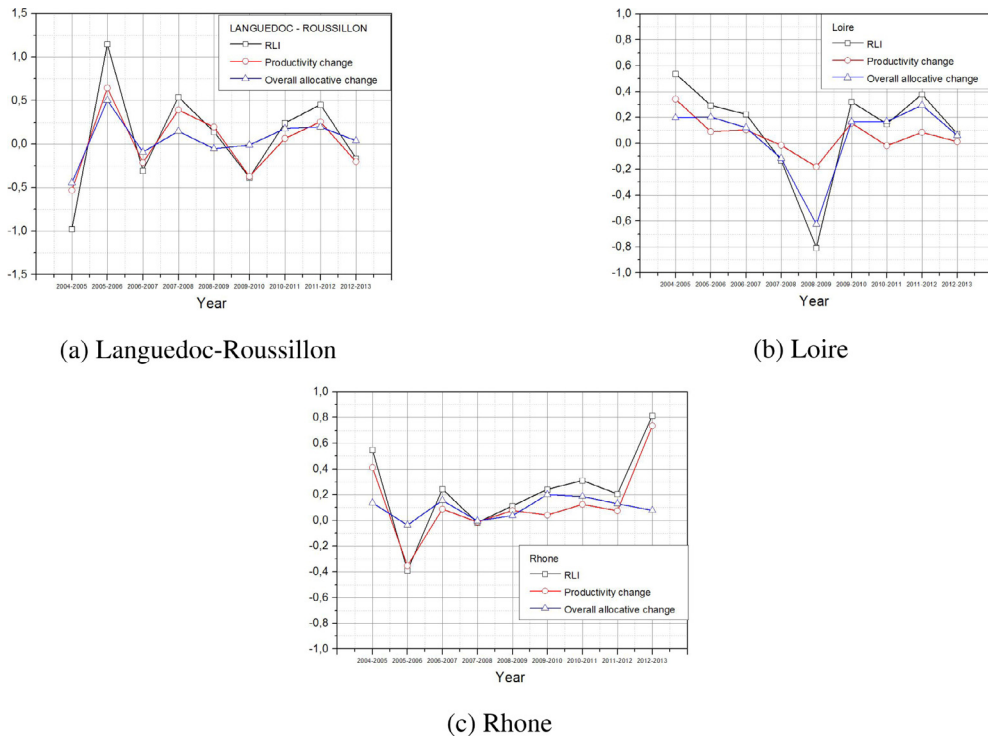 1,5
1,0
0,5
0,0
-0,5
-1,0
-1,5
LANGUEDOC - ROUSSILLON
RLI
Productivity change
Overall allocative change
2004-2005 2005-2006 2006-2007 2007-2008 2008-2009 2009-2010 2010-2011 2011-2012 2012-2013
Year
(a) Languedoc-Roussillon
1,0
0,8
0,6
0,4
0,2
0,0
-0,2
-0,4
-0,6
-0,8
-1,0
Loire
RLI
Productivity change
Overall allocative change
2004-2005 2005-2006 2006-2007 2007-2008 2008-2009 2009-2010 2010-2011 2011-2012 2012-2013
Year
(b) Loire
1,0
0,8
0,6
0,4
0,2
0,0
-0,2
-0,4
-0,6
-0,8
-1,0
Rhone
RLI
Productivity change
Overall allocative change
2004-2005 2005-2006 2006-2007 2007-2008 2008-2009 2009-2010 2010-2011 2011-2012 2012-2013
Year
(c) Rhone